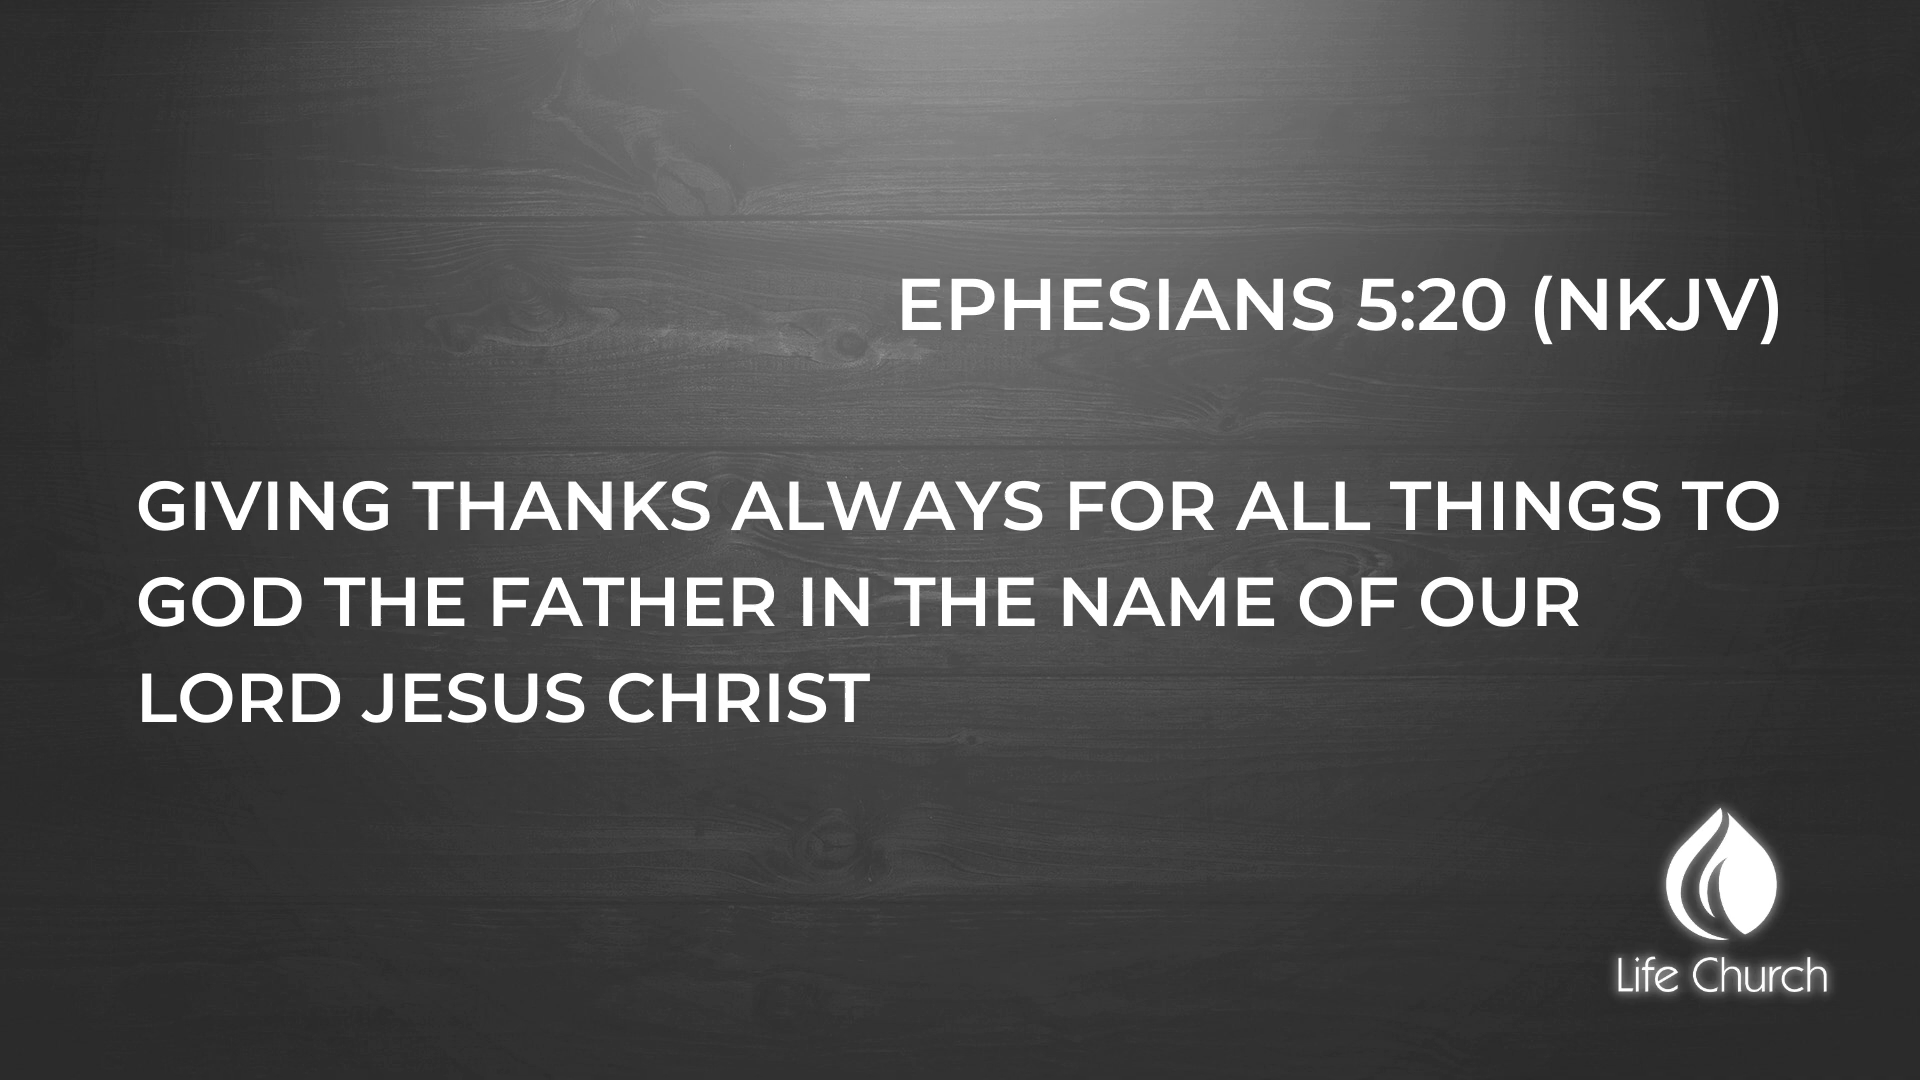 EPHESIANS 5:20 (NKJV)
GIVING THANKS ALWAYS FOR ALL THINGS TO
GOD THE FATHER IN THE NAME OF OUR
LORD JESUS CHRIST
Life Church